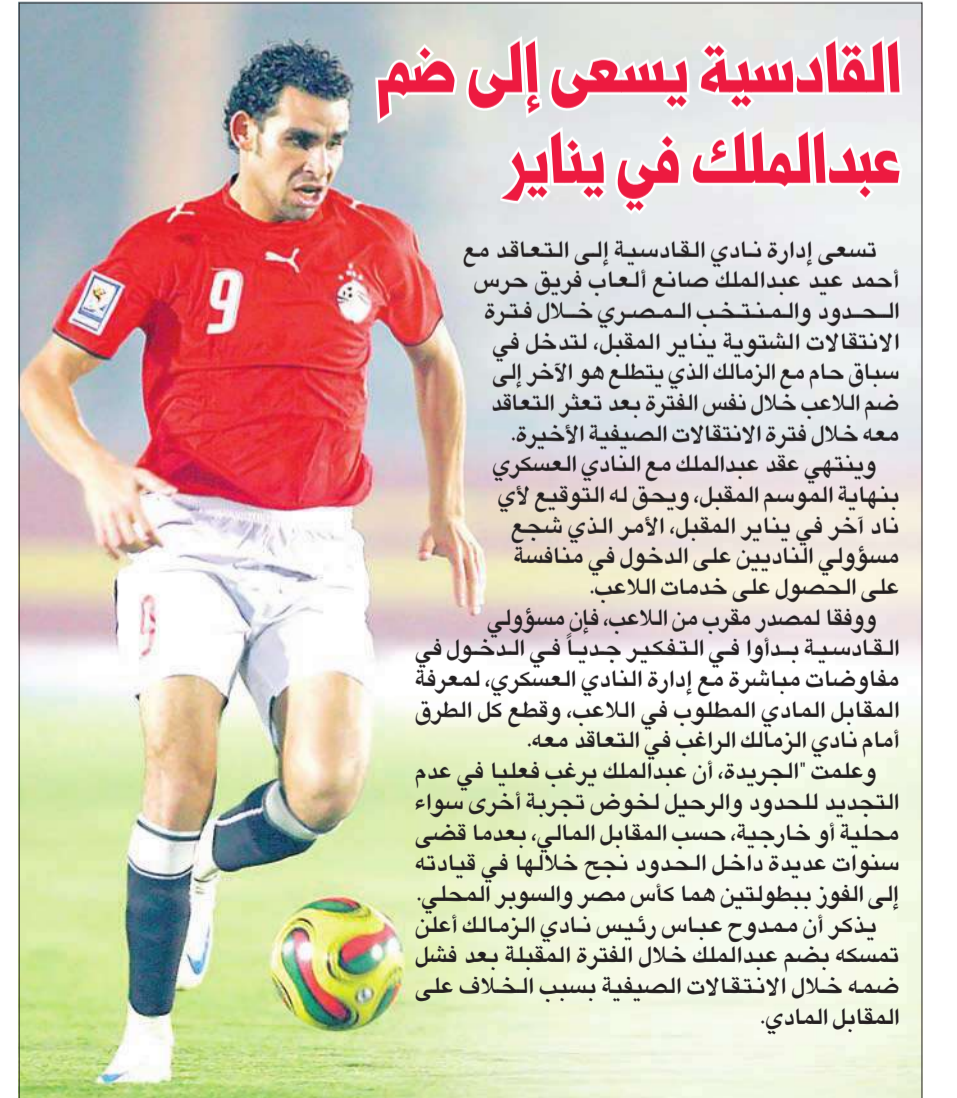 القادسية يسعى إلى ضم
عبدالملك في يناير
تسعى إدارة نادي القادسية إلى التعاقد مع
أحمد عيد عبدالملك صانع ألعاب فريق حرس
الحدود والمنتخب المصري خلال فترة
الانتقالات الشتوية يناير المقبل، لتدخل في
سباق حام مع الزمالك الذي يتطلع هو الآخر إلى
ضم اللاعب خلال نفس الفترة بعد تعثر التعاقد
معه خلال فترة الانتقالات الصيفية الأخيرة.
وينتهي عقد عبدالملك مع النادي العسكري
بنهاية الموسم المقبل، ويحق له التوقيع لأي
ناد آخر في يناير المقبل، الأمر الذي شجع
مسؤولي الناديين على الدخول في منافسة
على الحصول على خدمات اللاعب.
ووفقا لمصدر مقرب من اللاعب، فإن مسؤولي
القادسية بدأوا في التفكير جدياً في الدخول في
مفاوضات مباشرة مع إدارة النادي العسكري، لمعرفة
المقابل المادي المطلوب في اللاعب، وقطع كل الطرق
أمام نادي الزمالك الراغب في التعاقد معه.
وعلمت "الجريدة، أن عبدالملك يرغب فعليا في عدم
التجديد للحدود والرحيل لخوض تجربة أخرى سواء
محلية أو خارجية، حسب المقابل المالي، بعدما قضى
سنوات عديدة داخل الحدود نجح خلالها في قيادته
إلى الفوز ببطولتين هما كأس مصر والسوبر المحلي.
يذكر أن ممدوح عباس رئيس نادي الزمالك أعلن
تمسكه بضم عبدالملك خلال الفترة المقبلة بعد فشل
ضمه خلال الانتقالات الصيفية بسبب الخلاف على
المقابل المادي.
9
9